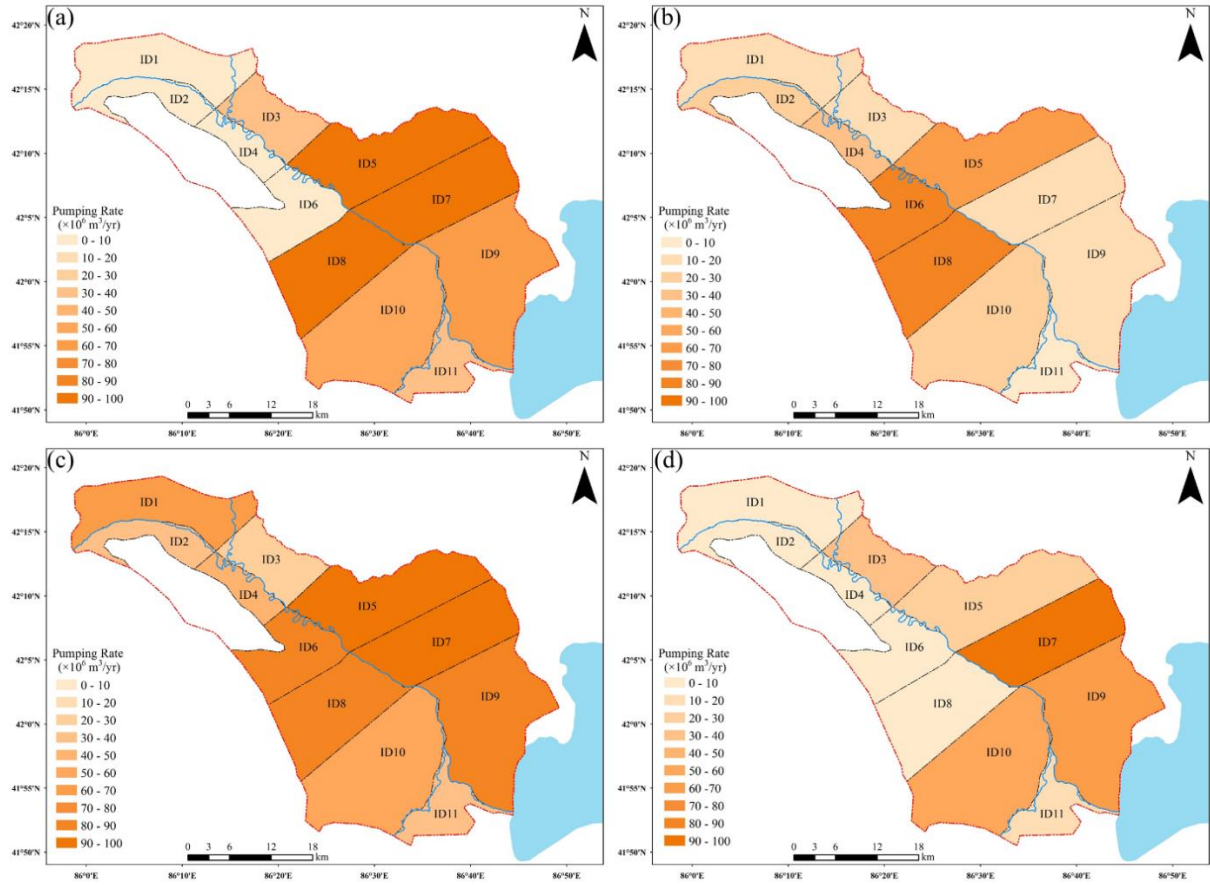 (a)
N
42°20'N
42°15'N
42°10'N
42°5'N
42°0'N
41°55'N
41°50'N
ID1
ID2
ID3
ID4
ID5
ID6
ID7
ID8
ID9
ID10
ID11
Pumping Rate
(×10⁶ m³/yr)
0 - 10
10 - 20
20 - 30
30 - 40
40 - 50
50 - 60
60 - 70
70 - 80
80 - 90
90 - 100
0 3 6 12 18
km
86°0'E 86°10'E 86°20'E 86°30'E 86°40'E 86°50'E
(b)
N
42°20'N
42°15'N
42°10'N
42°5'N
42°0'N
41°55'N
41°50'N
ID1
ID2
ID3
ID4
ID5
ID6
ID7
ID8
ID9
ID10
ID11
Pumping Rate
(×10⁶ m³/yr)
0 - 10
10 - 20
20 - 30
30 - 40
40 - 50
50 - 60
60 - 70
70 - 80
80 - 90
90 - 100
0 3 6 12 18
km
86°0'E 86°10'E 86°20'E 86°30'E 86°40'E 86°50'E
(c)
N
42°20'N
42°15'N
42°10'N
42°5'N
42°0'N
41°55'N
41°50'N
ID1
ID2
ID3
ID4
ID5
ID6
ID7
ID8
ID9
ID10
ID11
Pumping Rate
(×10⁶ m³/yr)
0 - 10
10 - 20
20 - 30
30 - 40
40 - 50
50 - 60
60 - 70
70 - 80
80 - 90
90 - 100
0 3 6 12 18
km
86°0'E 86°10'E 86°20'E 86°30'E 86°40'E 86°50'E
(d)
N
42°20'N
42°15'N
42°10'N
42°5'N
42°0'N
41°55'N
41°50'N
ID1
ID2
ID3
ID4
ID5
ID6
ID7
ID8
ID9
ID10
ID11
Pumping Rate
(×10⁶ m³/yr)
0 - 10
10 - 20
20 - 30
30 - 40
40 - 50
50 - 60
60 - 70
70 - 80
80 - 90
90 - 100
0 3 6 12 18
km
86°0'E 86°10'E 86°20'E 86°30'E 86°40'E 86°50'E